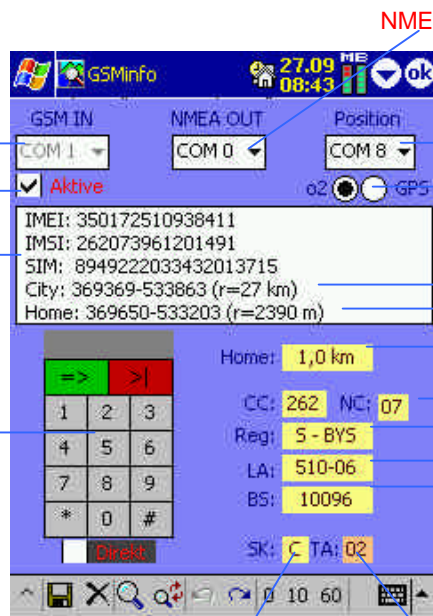 NME
GSMinfo 27.09 08:43 MB ok
GSM IN NMEA OUT Position
COM 1 COM 0 COM 8
Aktive o2 GPS
IMEI: 350172510938411
IMSI: 262073961201491
SIM: 8949222033432013715
City: 369369-533863 (r=27 km)
Home: 369650-533203 (r=2390 m)
Home: 1,0 km
=> >|
1 2 3
CC: 262 NC: 07
4 5 6
Reg: S - BYS
7 8 9
LA: 510-06
* 0 #
BS: 10096
Direkt
SK: C TA: 02
0 10 60